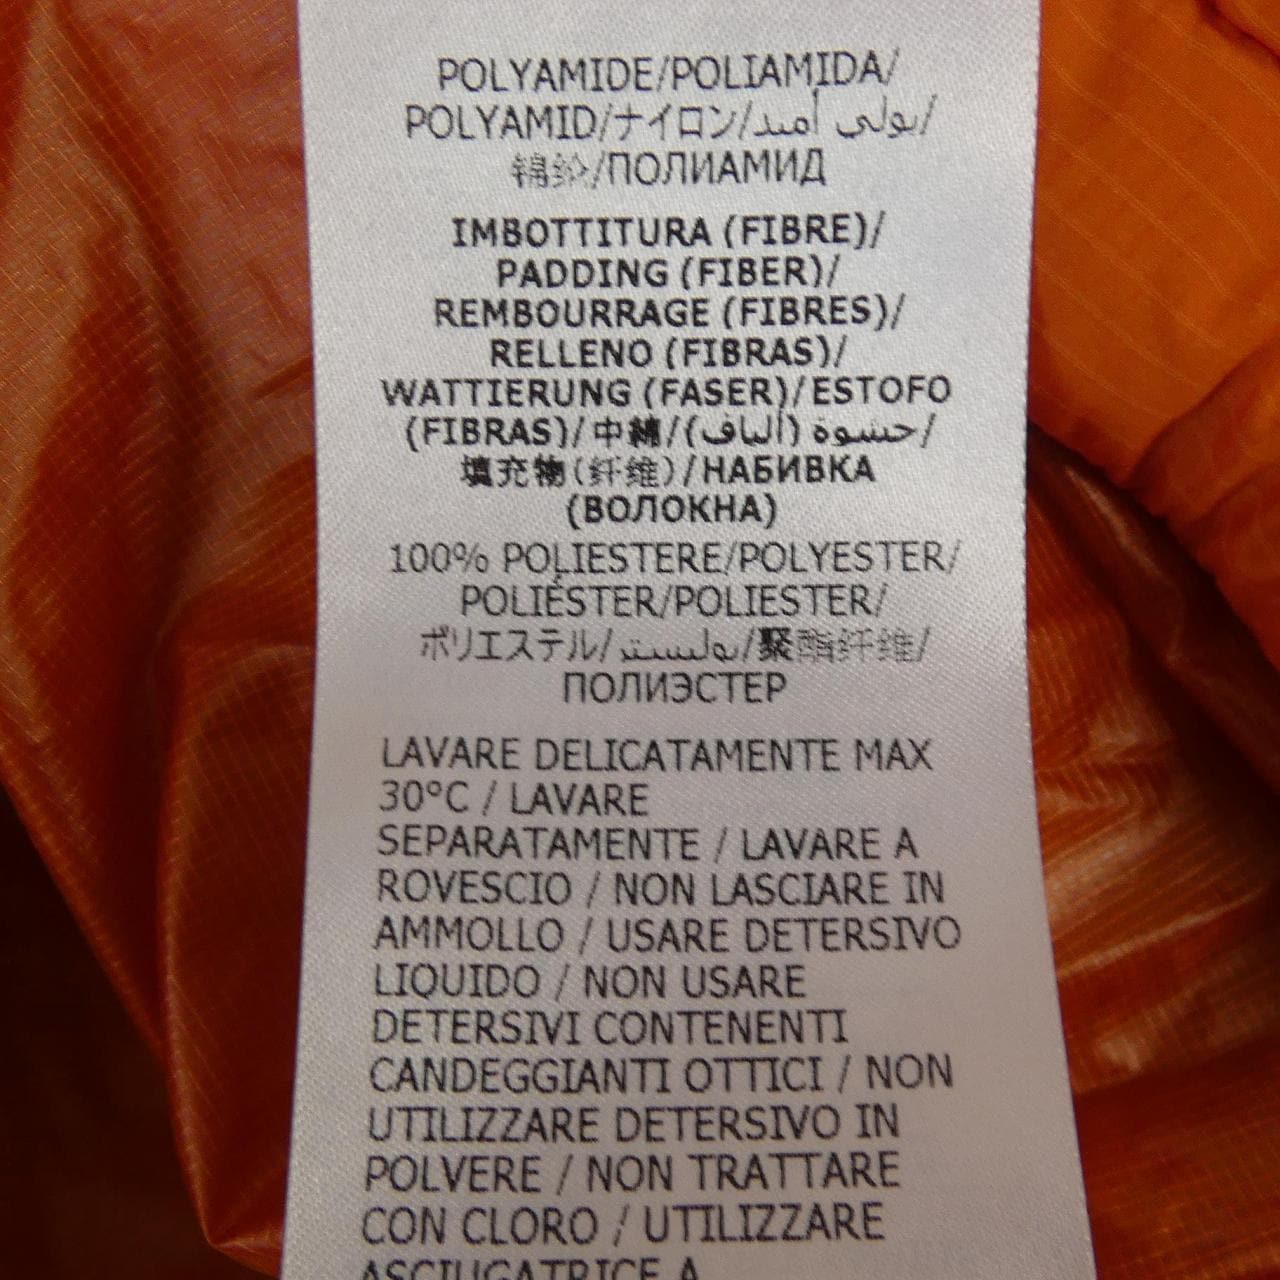 POLYAMIDE/POLIAMIDA/
POLYAMID/ナイロン/بولي أميد/
锦纶/ПОЛИАМИД
IMBOTTITURA (FIBRE)/
PADDING (FIBER)/
REMBOURRAGE (FIBRES)/
RELLENO (FIBRAS)/
WATTIERUNG (FASER)/ESTOFO
(FIBRAS)/中綿/حشوة (ألياف)/
填充物(纤维)/НАБИВКА
(ВОЛОКНА)
100% POLIESTERE/POLYESTER/
POLIÉSTER/POLIESTER/
ポリエステル/بوليستر/聚酯纤维/
ПОЛИЭСТЕР
LAVARE DELICATAMENTE MAX
30°C / LAVARE
SEPARATAMENTE / LAVARE A
ROVESCIO / NON LASCIARE IN
AMMOLLO / USARE DETERSIVO
LIQUIDO / NON USARE
DETERSIVI CONTENENTI
CANDEGGIANTI OTTICI / NON
UTILIZZARE DETERSIVO IN
POLVERE / NON TRATTARE
CON CLORO / UTILIZZARE
ASCIUGATRICE A